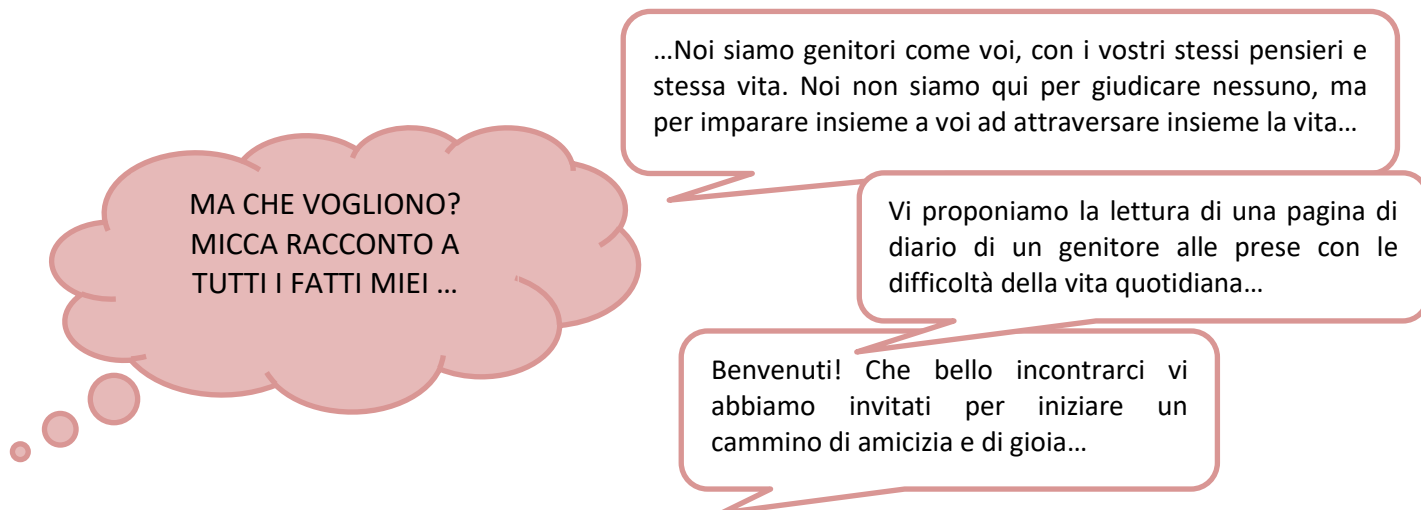 …Noi siamo genitori come voi, con i vostri stessi pensieri e
stessa vita. Noi non siamo qui per giudicare nessuno, ma
per imparare insieme a voi ad attraversare insieme la vita…
MA CHE VOGLIONO?
MICCA RACCONTO A
TUTTI I FATTI MIEI …
Vi proponiamo la lettura di una pagina di
diario di un genitore alle prese con le
difficoltà della vita quotidiana…
Benvenuti! Che bello incontrarci vi
abbiamo invitati per iniziare un
cammino di amicizia e di gioia…